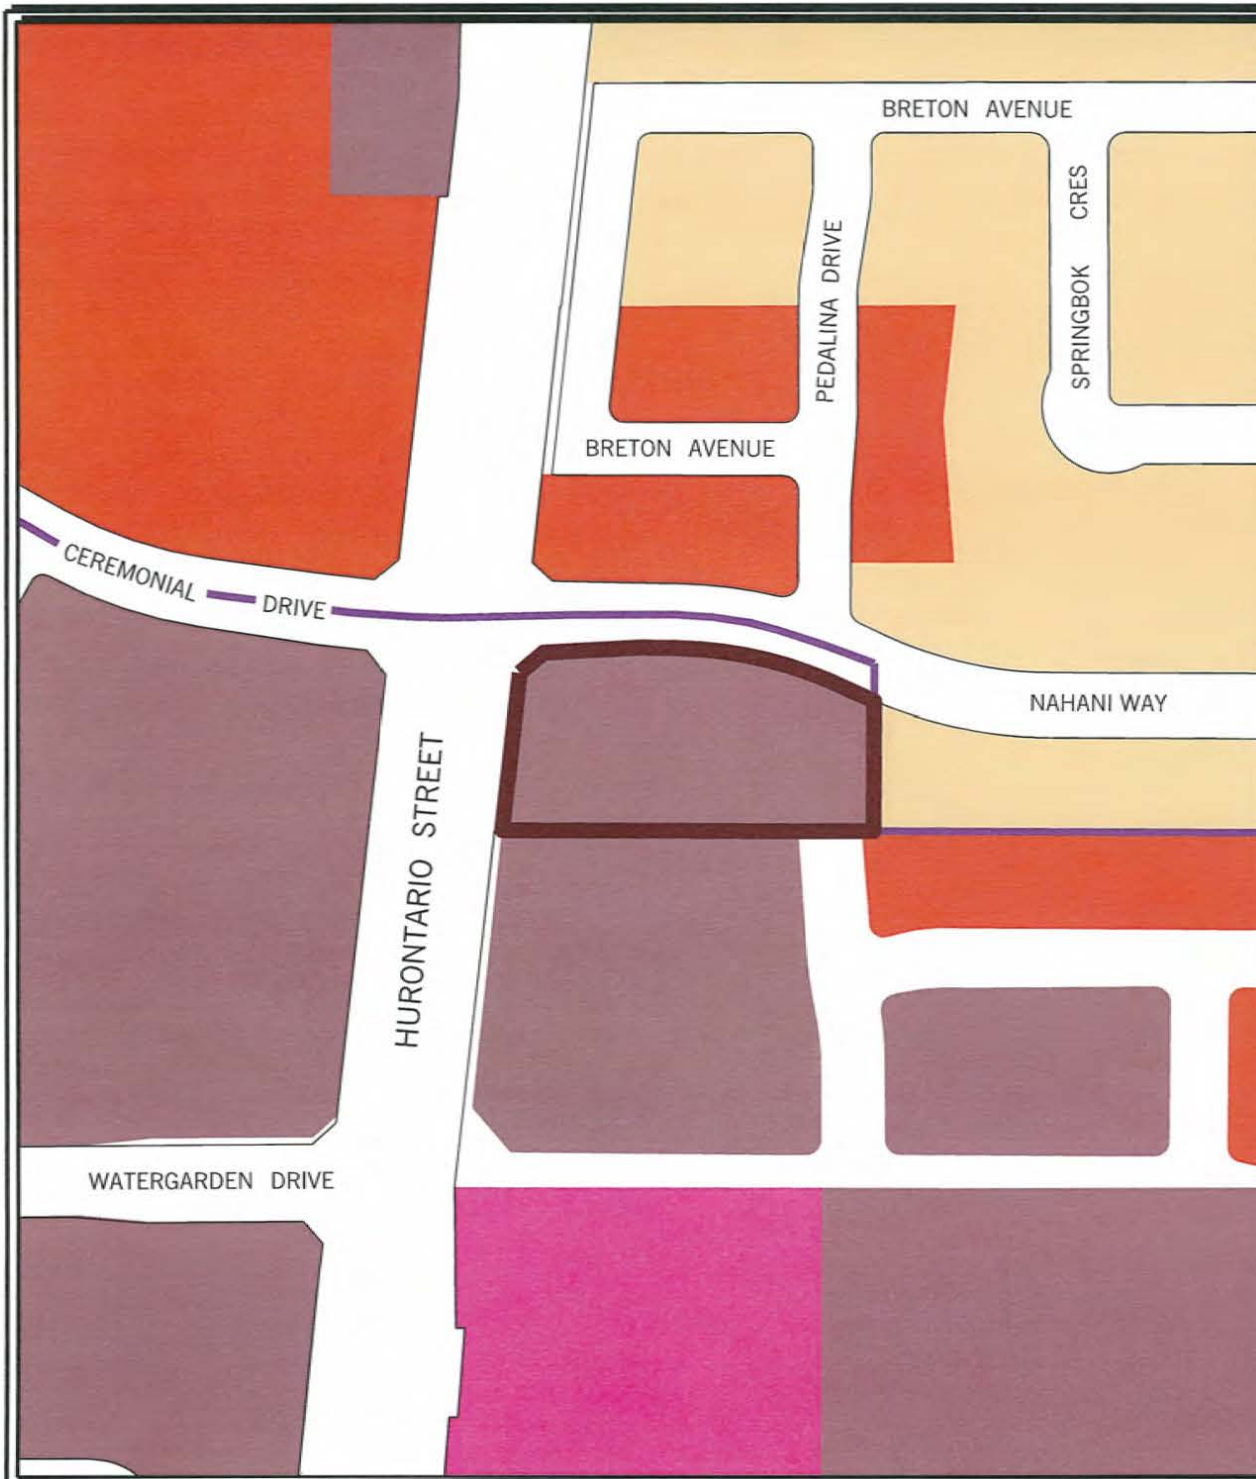 BRETON AVENUE
SPRINGBOK CRES
PEDALINA DRIVE
BRETON AVENUE
CEREMONIAL DRIVE
NAHANI WAY
HURONTARIO STREET
WATERGARDEN DRIVE